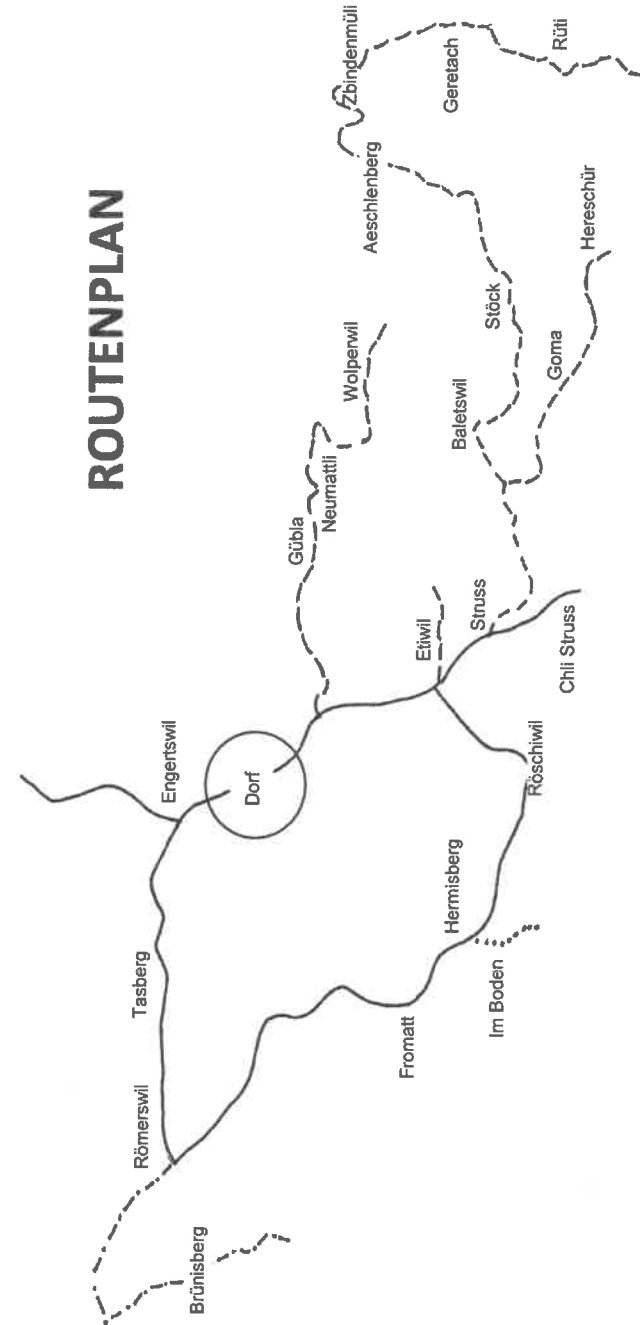 ROUTENPLAN
Römerswil
Tasberg
Engertswil
Brünisberg
Dorf
Gübla
Neumattli
Wolperwil
Zbindenmüli
Aeschlenberg
Fromatt
Etiwil
Hermisberg
Baletswil
Geretach
Struss
Stöck
Im Boden
Röschiwil
Goma
Rüti
Chli Struss
Hereschür